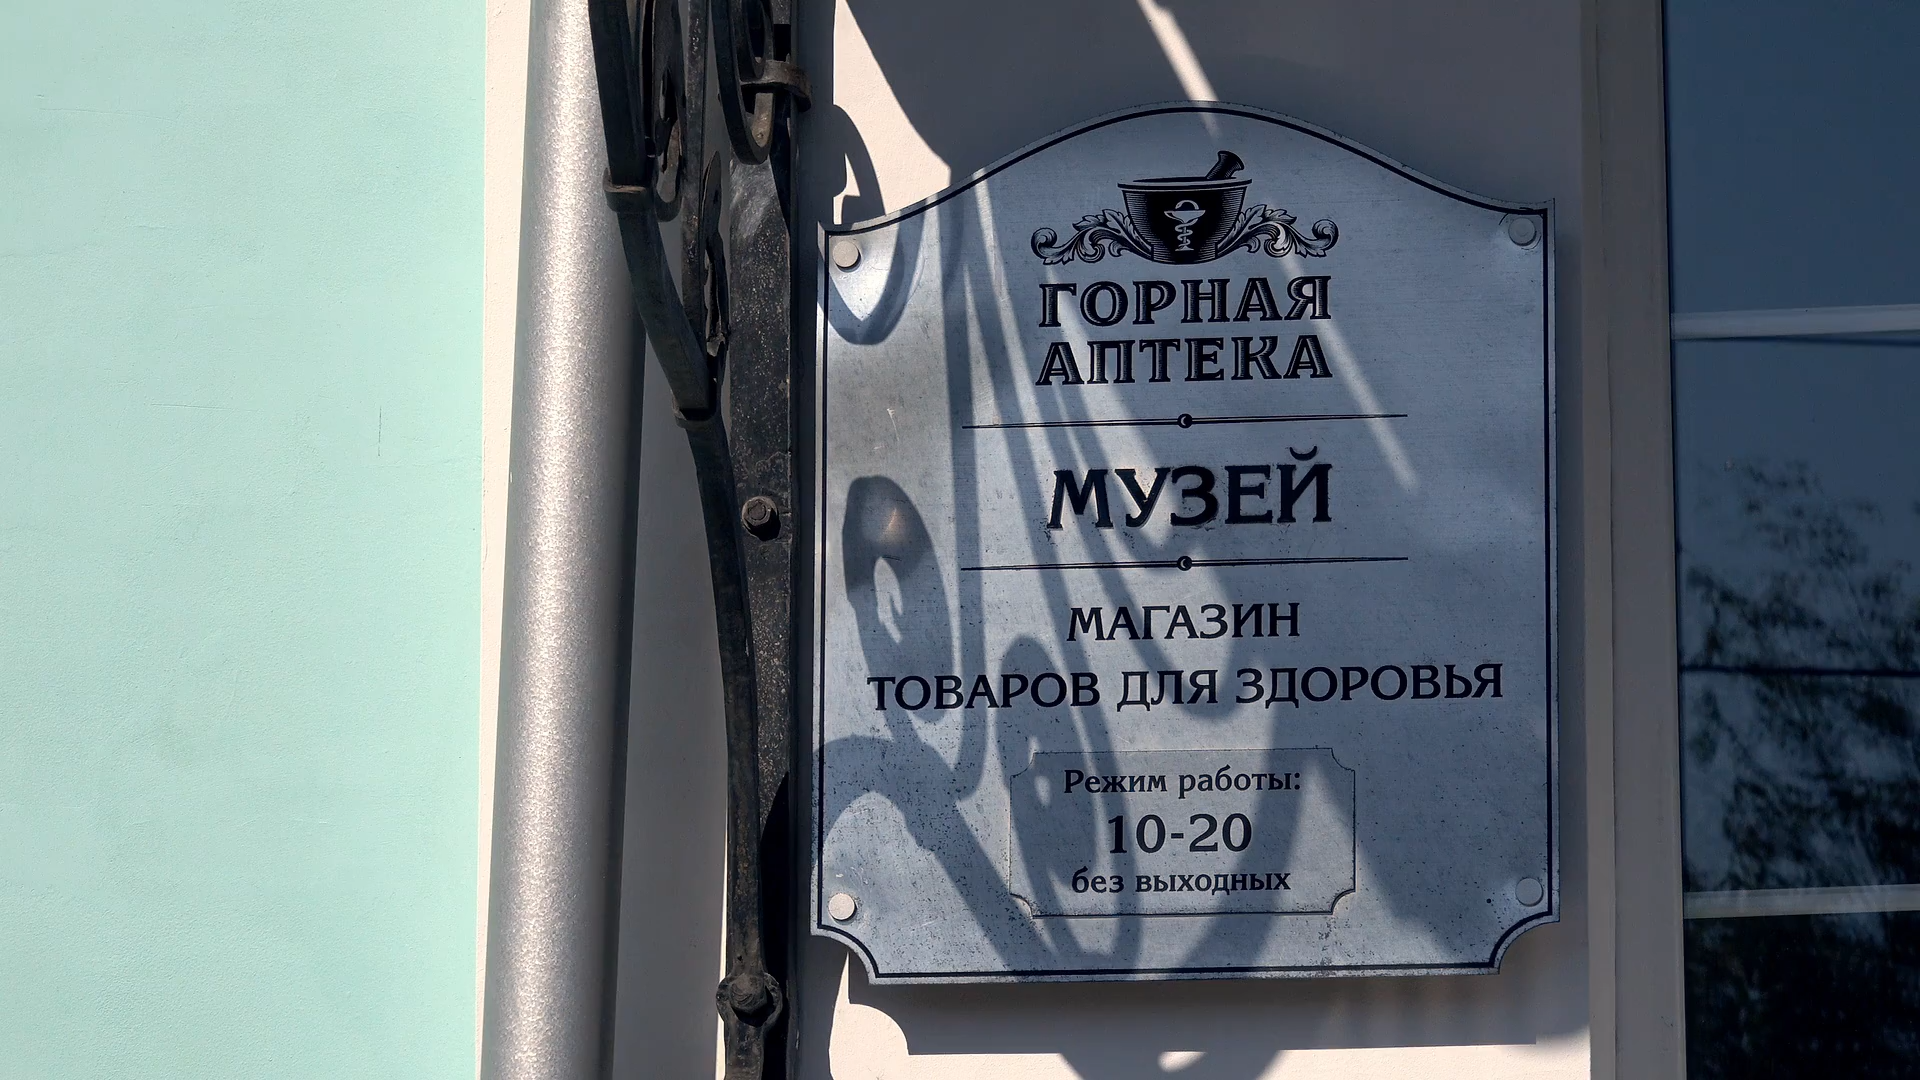 ГОРНАЯ
АПТЕКА
МУЗЕЙ
МАГАЗИН
ТОВАРОВ ДЛЯ ЗДОРОВЬЯ
Режим работы:
10-20
без выходных